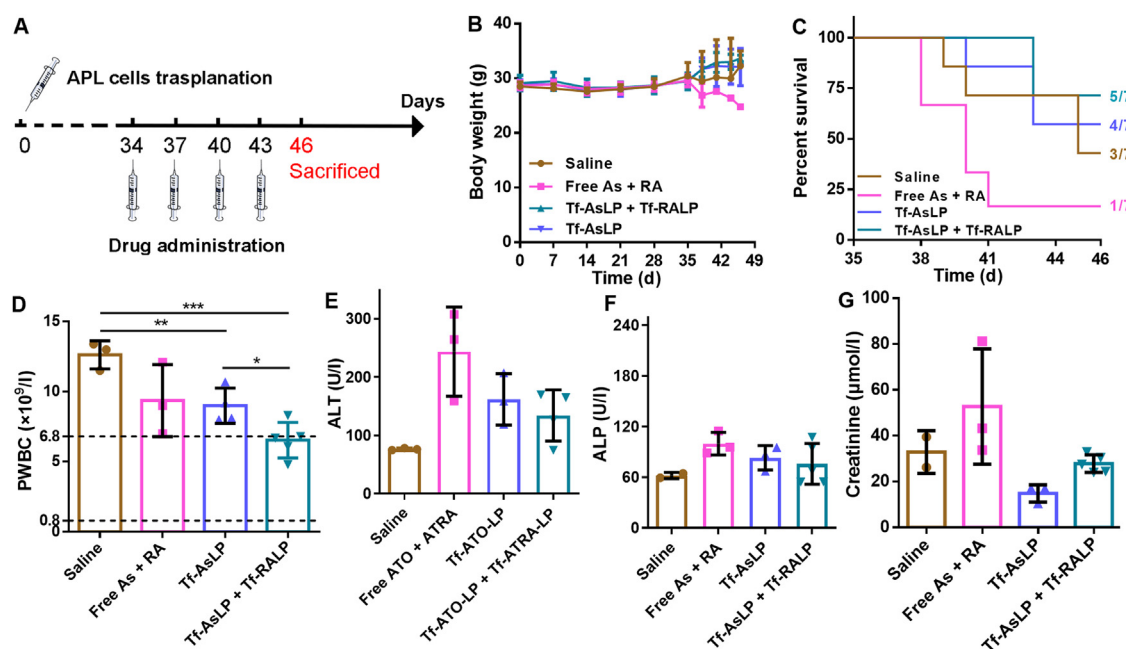 A
APL cells trasplanation
Days
0
34 37 40 43 46
Sacrificed
Drug administration
B
Body weight (g)
40
30
20
10
0
Saline
Free As + RA
Tf-AsLP + Tf-RALP
Tf-AsLP
0 7 14 21 28 35 42 49
Time (d)
C
Percent survival
100
75
50
25
0
5/7
4/7
3/7
1/7
Saline
Free As + RA
Tf-AsLP
Tf-AsLP + Tf-RALP
35 38 41 44 46
Time (d)
D
PWBC (×10⁹/l)
15
10
6.8
5
0.8
0
***
**
*
Saline
Free As + RA
Tf-AsLP
Tf-AsLP + Tf-RALP
E
ALT (U/l)
300
200
100
0
Saline
Free ATO + ATRA
Tf-ATO-LP
Tf-ATO-LP + Tf-ATRA-LP
F
ALP (U/l)
240
180
120
60
0
Saline
Free As + RA
Tf-AsLP
Tf-AsLP + Tf-RALP
G
Creatinine (μmol/l)
100
80
60
40
20
0
Saline
Free As + RA
Tf-AsLP
Tf-AsLP + Tf-RALP